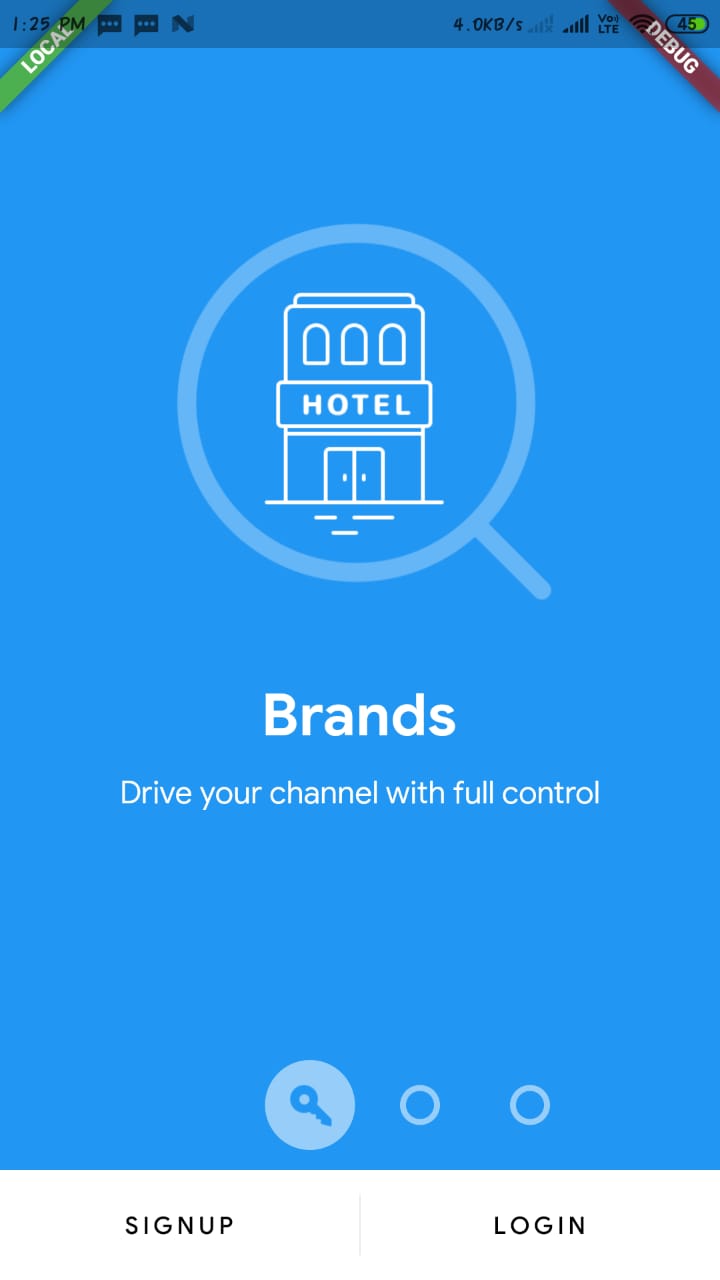 1:25 PM 4.0KB/s Vo) LTE 45
LOCAL
DEBUG
HOTEL
Brands
Drive your channel with full control
SIGNUP LOGIN